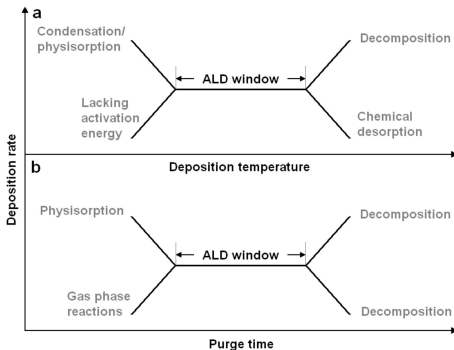 a
Condensation/
physisorption
Decomposition
ALD window
Lacking
activation
energy
Chemical
desorption
Deposition temperature
Deposition rate
b
Physisorption
Decomposition
ALD window
Gas phase
reactions
Decomposition
Purge time